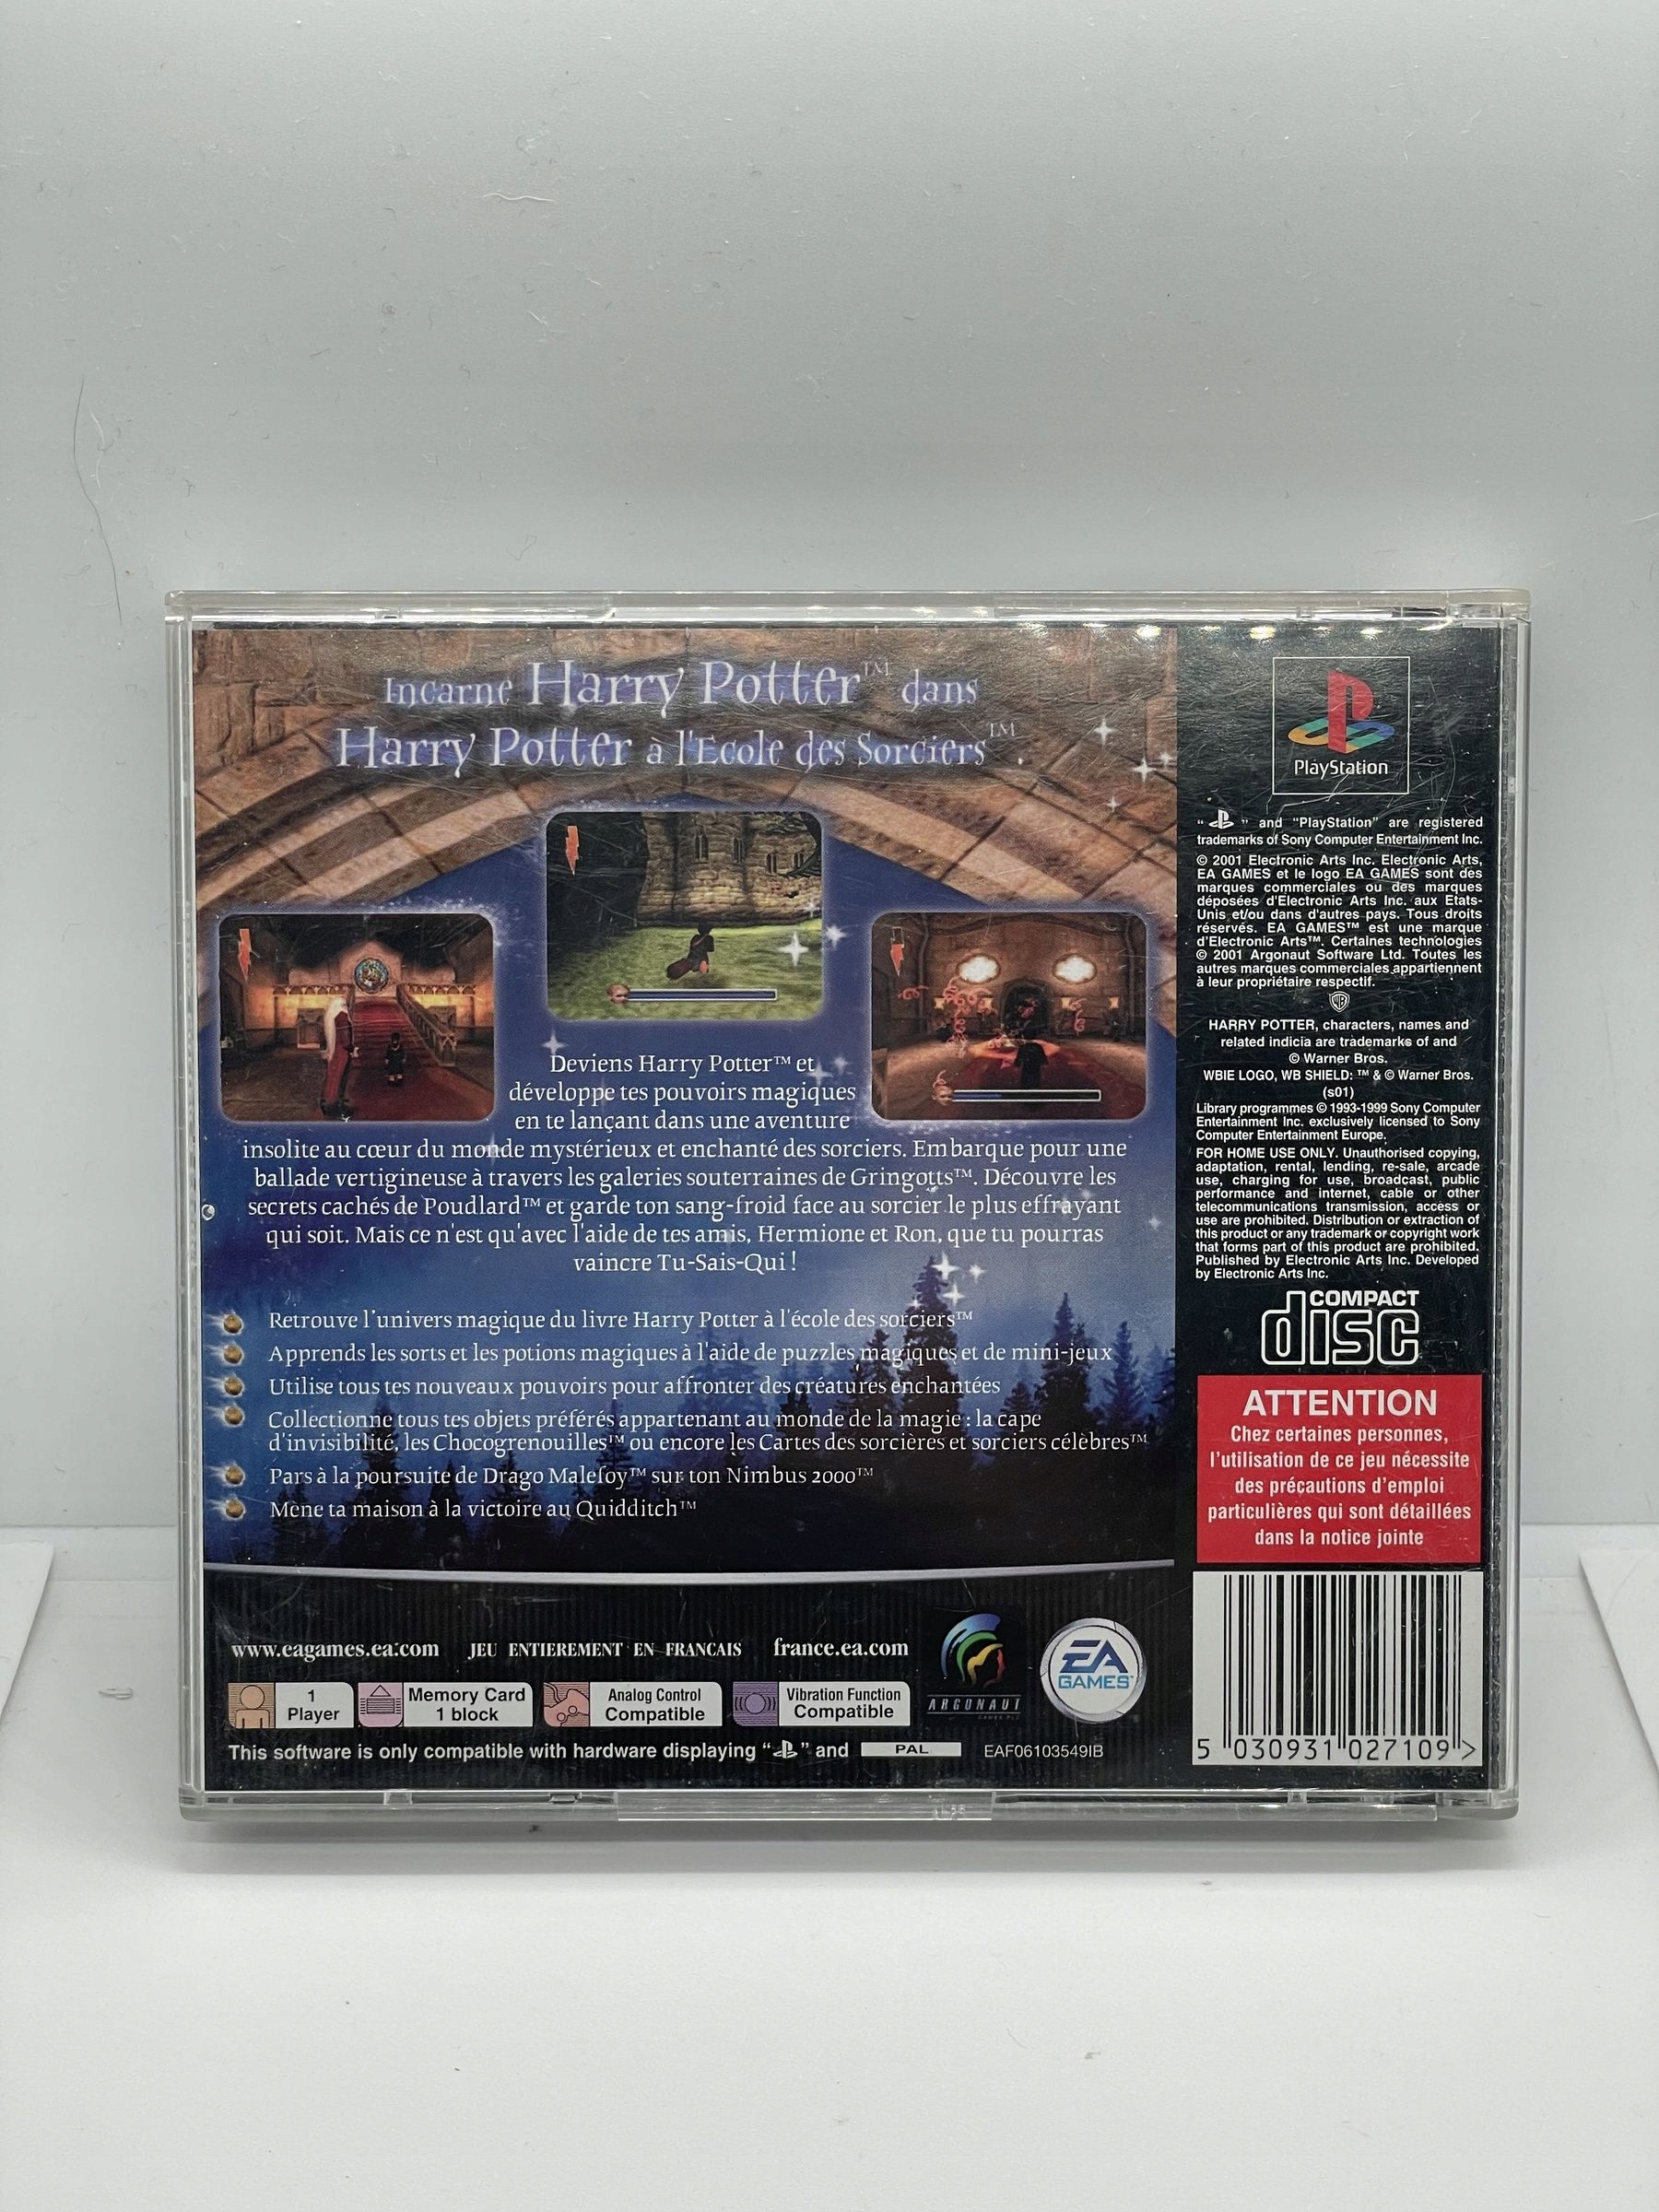 Incarne Harry Potter™ dans
Harry Potter à l'Ecole des Sorciers™.
Deviens Harry Potter™ et
développe tes pouvoirs magiques
en te lançant dans une aventure
insolite au cœur du monde mystérieux et enchanté des sorciers. Embarque pour une
ballade vertigineuse à travers les galeries souterraines de Gringotts™. Découvre les
secrets cachés de Poudlard™ et garde ton sang-froid face au sorcier le plus effrayant
qui soit. Mais ce n'est qu'avec l'aide de tes amis, Hermione et Ron, que tu pourras
vaincre Tu-Sais-Qui !
Retrouve l'univers magique du livre Harry Potter à l'école des sorciers™
Apprends les sorts et les potions magiques à l'aide de puzzles magiques et de mini-jeux
Utilise tous tes nouveaux pouvoirs pour affronter des créatures enchantées
Collectionne tous tes objets préférés appartenant au monde de la magie : la cape
d'invisibilité, les Chocogrenouilles™ ou encore les Cartes des sorcières et sorciers célèbres™
Pars à la poursuite de Drago Malefoy™ sur ton Nimbus 2000™
Mène ta maison à la victoire au Quidditch™
www.eagames.ea.com JEU ENTIEREMENT EN FRANCAIS france.ea.com
ARGONAUT
GAMES PLC
EA
GAMES™
1
Player
Memory Card
1 block
Analog Control
Compatible
Vibration Function
Compatible
This software is only compatible with hardware displaying “ ” and PAL EAF06103549IB
PlayStation
“ ” and “PlayStation” are registered
trademarks of Sony Computer Entertainment Inc.
© 2001 Electronic Arts Inc. Electronic Arts,
EA GAMES et le logo EA GAMES sont des
marques commerciales ou des marques
déposées d'Electronic Arts Inc. aux Etats-
Unis et/ou dans d'autres pays. Tous droits
réservés. EA GAMES™ est une marque
d'Electronic Arts™. Certaines technologies
© 2001 Argonaut Software Ltd. Toutes les
autres marques commerciales appartiennent
à leur propriétaire respectif.
WB
HARRY POTTER, characters, names and
related indicia are trademarks of and
© Warner Bros.
WBIE LOGO, WB SHIELD: ™ & © Warner Bros.
(s01)
Library programmes © 1993-1999 Sony Computer
Entertainment Inc. exclusively licensed to Sony
Computer Entertainment Europe.
FOR HOME USE ONLY. Unauthorised copying,
adaptation, rental, lending, re-sale, arcade
use, charging for use, broadcast, public
performance and internet, cable or other
telecommunications transmission, access or
use are prohibited. Distribution or extraction of
this product or any trademark or copyright work
that forms part of this product are prohibited.
Published by Electronic Arts Inc. Developed
by Electronic Arts Inc.
COMPACT
disc
ATTENTION
Chez certaines personnes,
l'utilisation de ce jeu nécessite
des précautions d'emploi
particulières qui sont détaillées
dans la notice jointe
5 030931 027109 >